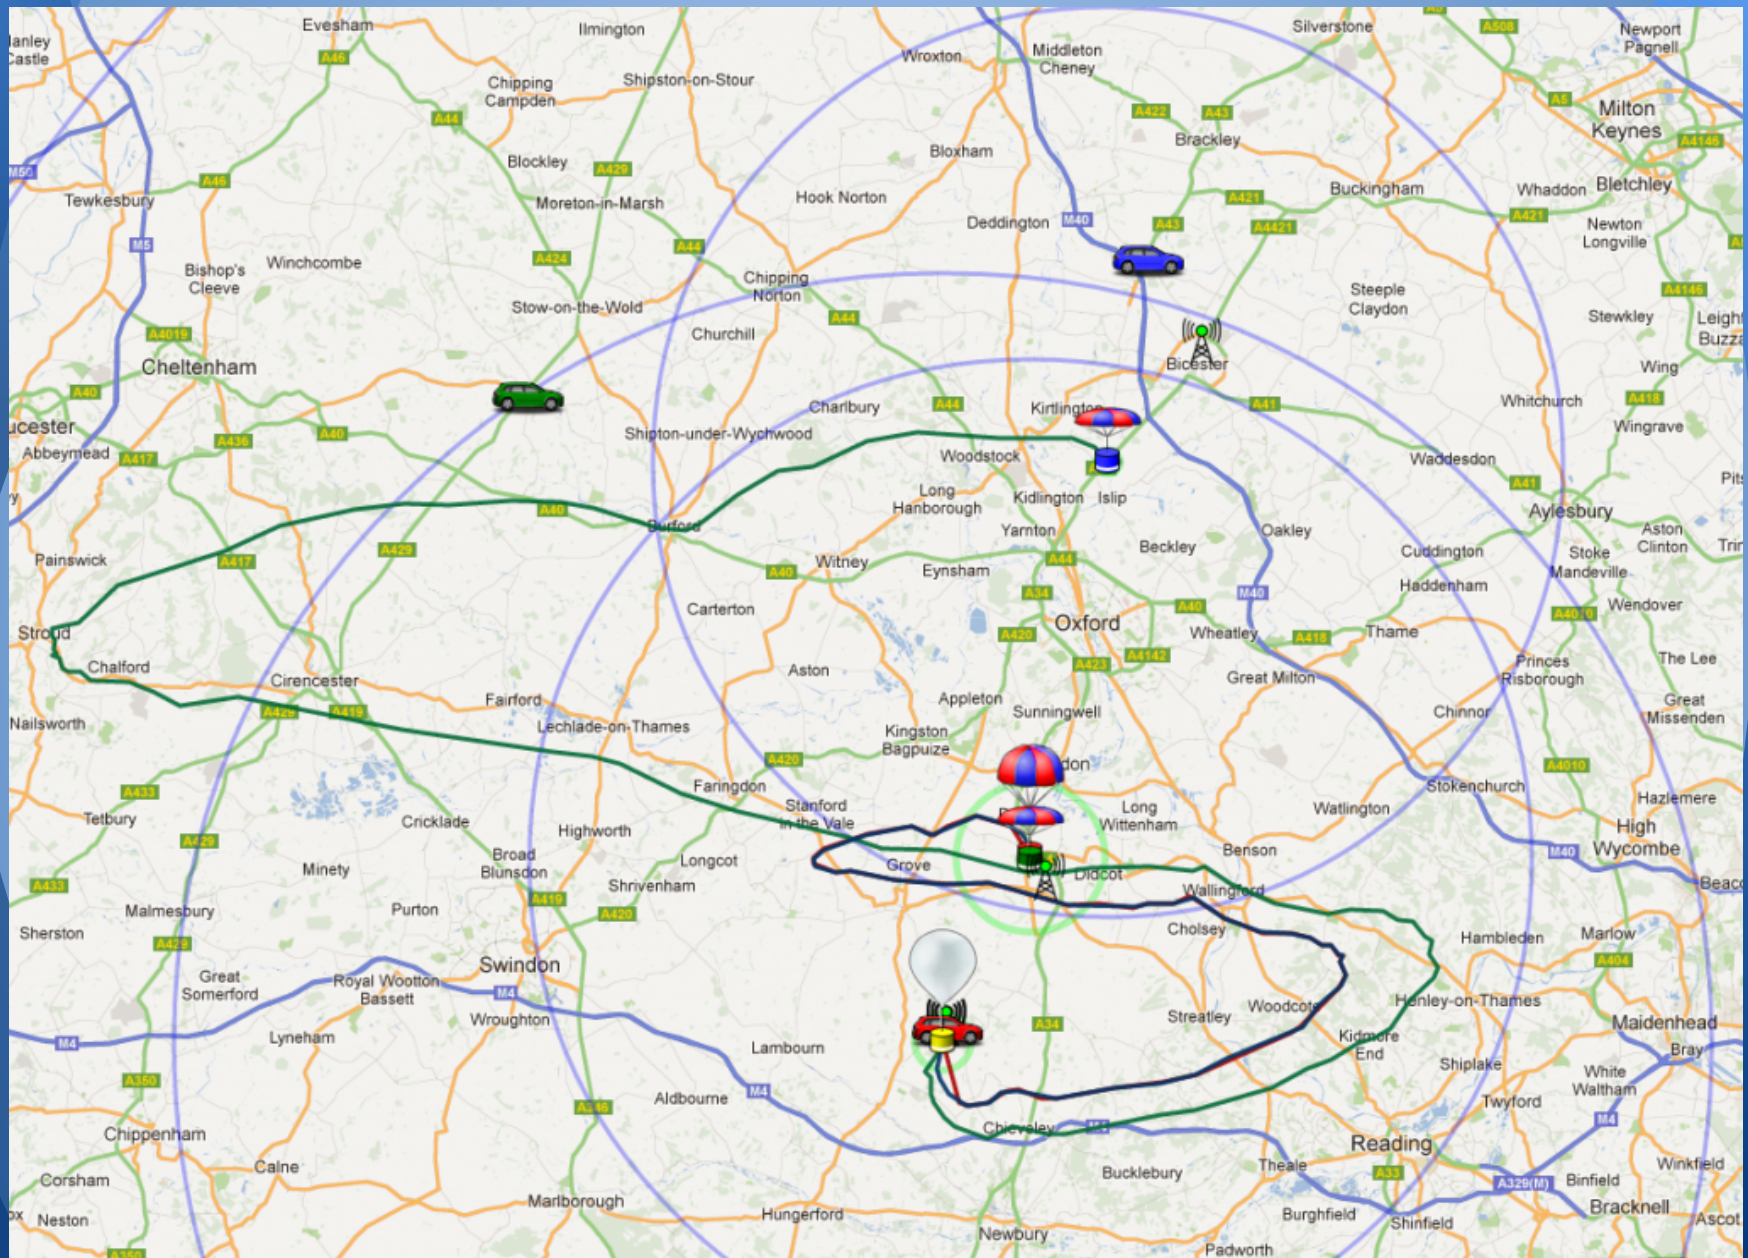 Evesham
Ilmington
Silverstone
A508
Newport
Pagnell
Castle
A46
Wroxton
Middleton
Cheney
Chipping
Campden
Shipston-on-Stour
A5
A44
A422
A43
Milton
Keynes
Brackley
A4146
Bloxham
Blockley
A429
M50
A46
Tewkesbury
Moreton-in-Marsh
Hook Norton
Deddington
M40
A43
A421
A4421
Buckingham
Whaddon
Bletchley
A421
Newton
Longville
M5
A44
A424
Winchcombe
Bishop's
Cleeve
Chipping
Norton
Steeple
Claydon
A4146
Stow-on-the-Wold
A44
Stewkley
A4019
Churchill
Cheltenham
Bicester
Wing
A40
Charlbury
A44
Kirtlington
A41
Whitchurch
A418
Wingrave
A436
A40
Shipton-under-Wychwood
Abbeymead
A417
Woodstock
Waddesdon
A41
Long
Hanborough
Kidlington
Islip
A40
Burford
Yarnton
Oakley
Aylesbury
Aston
Clinton
Painswick
A417
A429
Witney
A40
Eynsham
A44
Beckley
Cuddington
Stoke
Mandeville
Haddenham
A34
M40
Carterton
A40
Wendover
A4010
Oxford
Stroud
A420
Wheatley
A418
Thame
Chalford
Cirencester
Aston
A423
A4142
Great Milton
Princes
Risborough
The Lee
Fairford
Appleton
Great
Missenden
Nailsworth
A429
A419
Lechlade-on-Thames
Sunningwell
Chinnor
Kingston
Bagpuize
A420
don
A4010
A433
Faringdon
Stokenchurch
Stanford
in the Vale
Long
Wittenham
Watlington
Hazlemere
Tetbury
Cricklade
Highworth
High
Wycombe
A429
Minety
Broad
Blunsdon
Longcot
Grove
Didcot
Benson
M40
A433
Shrivenham
Wallingford
A419
A420
Malmesbury
Purton
Sherston
A429
Cholsey
Hambleden
Marlow
A404
Swindon
Great
Somerford
Royal Wootton
Bassett
M4
Henley-on-Thames
Woodcote
Streatley
Wroughton
A34
Maidenhead
Lyneham
M4
Lambourn
Kidmore
End
Bray
Shiplake
White
Waltham
A350
M4
Aldbourne
Twyford
A346
M4
Chieveley
M4
Chippenham
Reading
Calne
Bucklebury
Theale
A33
Winkfield
Corsham
A329(M)
Binfield
Marlborough
Hungerford
Burghfield
Shinfield
Bracknell
Ascot
Neston
Newbury
Padworth
A350